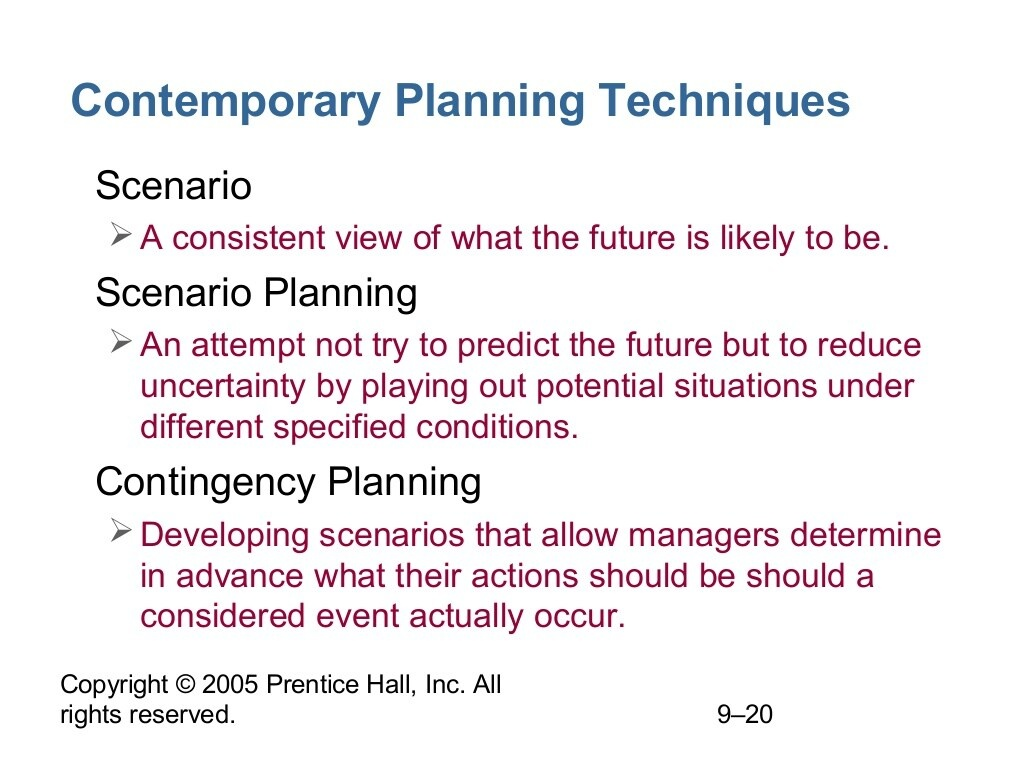 Contemporary Planning Techniques
Scenario
A consistent view of what the future is likely to be.
Scenario Planning
An attempt not try to predict the future but to reduce
uncertainty by playing out potential situations under
different specified conditions.
Contingency Planning
Developing scenarios that allow managers determine
in advance what their actions should be should a
considered event actually occur.
Copyright © 2005 Prentice Hall, Inc. All
rights reserved.
9–20